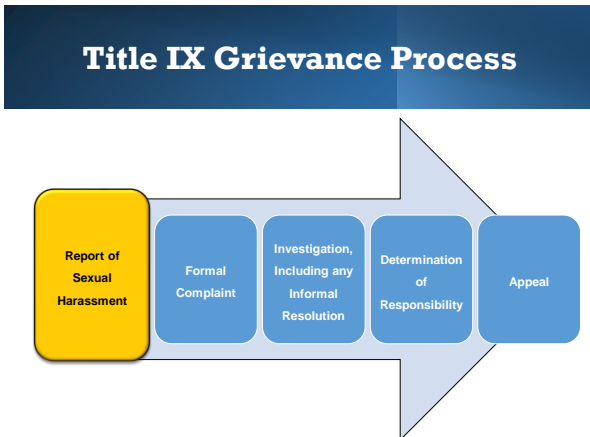 Title IX Grievance Process
Report of
Sexual
Harassment
Formal
Complaint
Investigation,
Including any
Informal
Resolution
Determination
of
Responsibility
Appeal